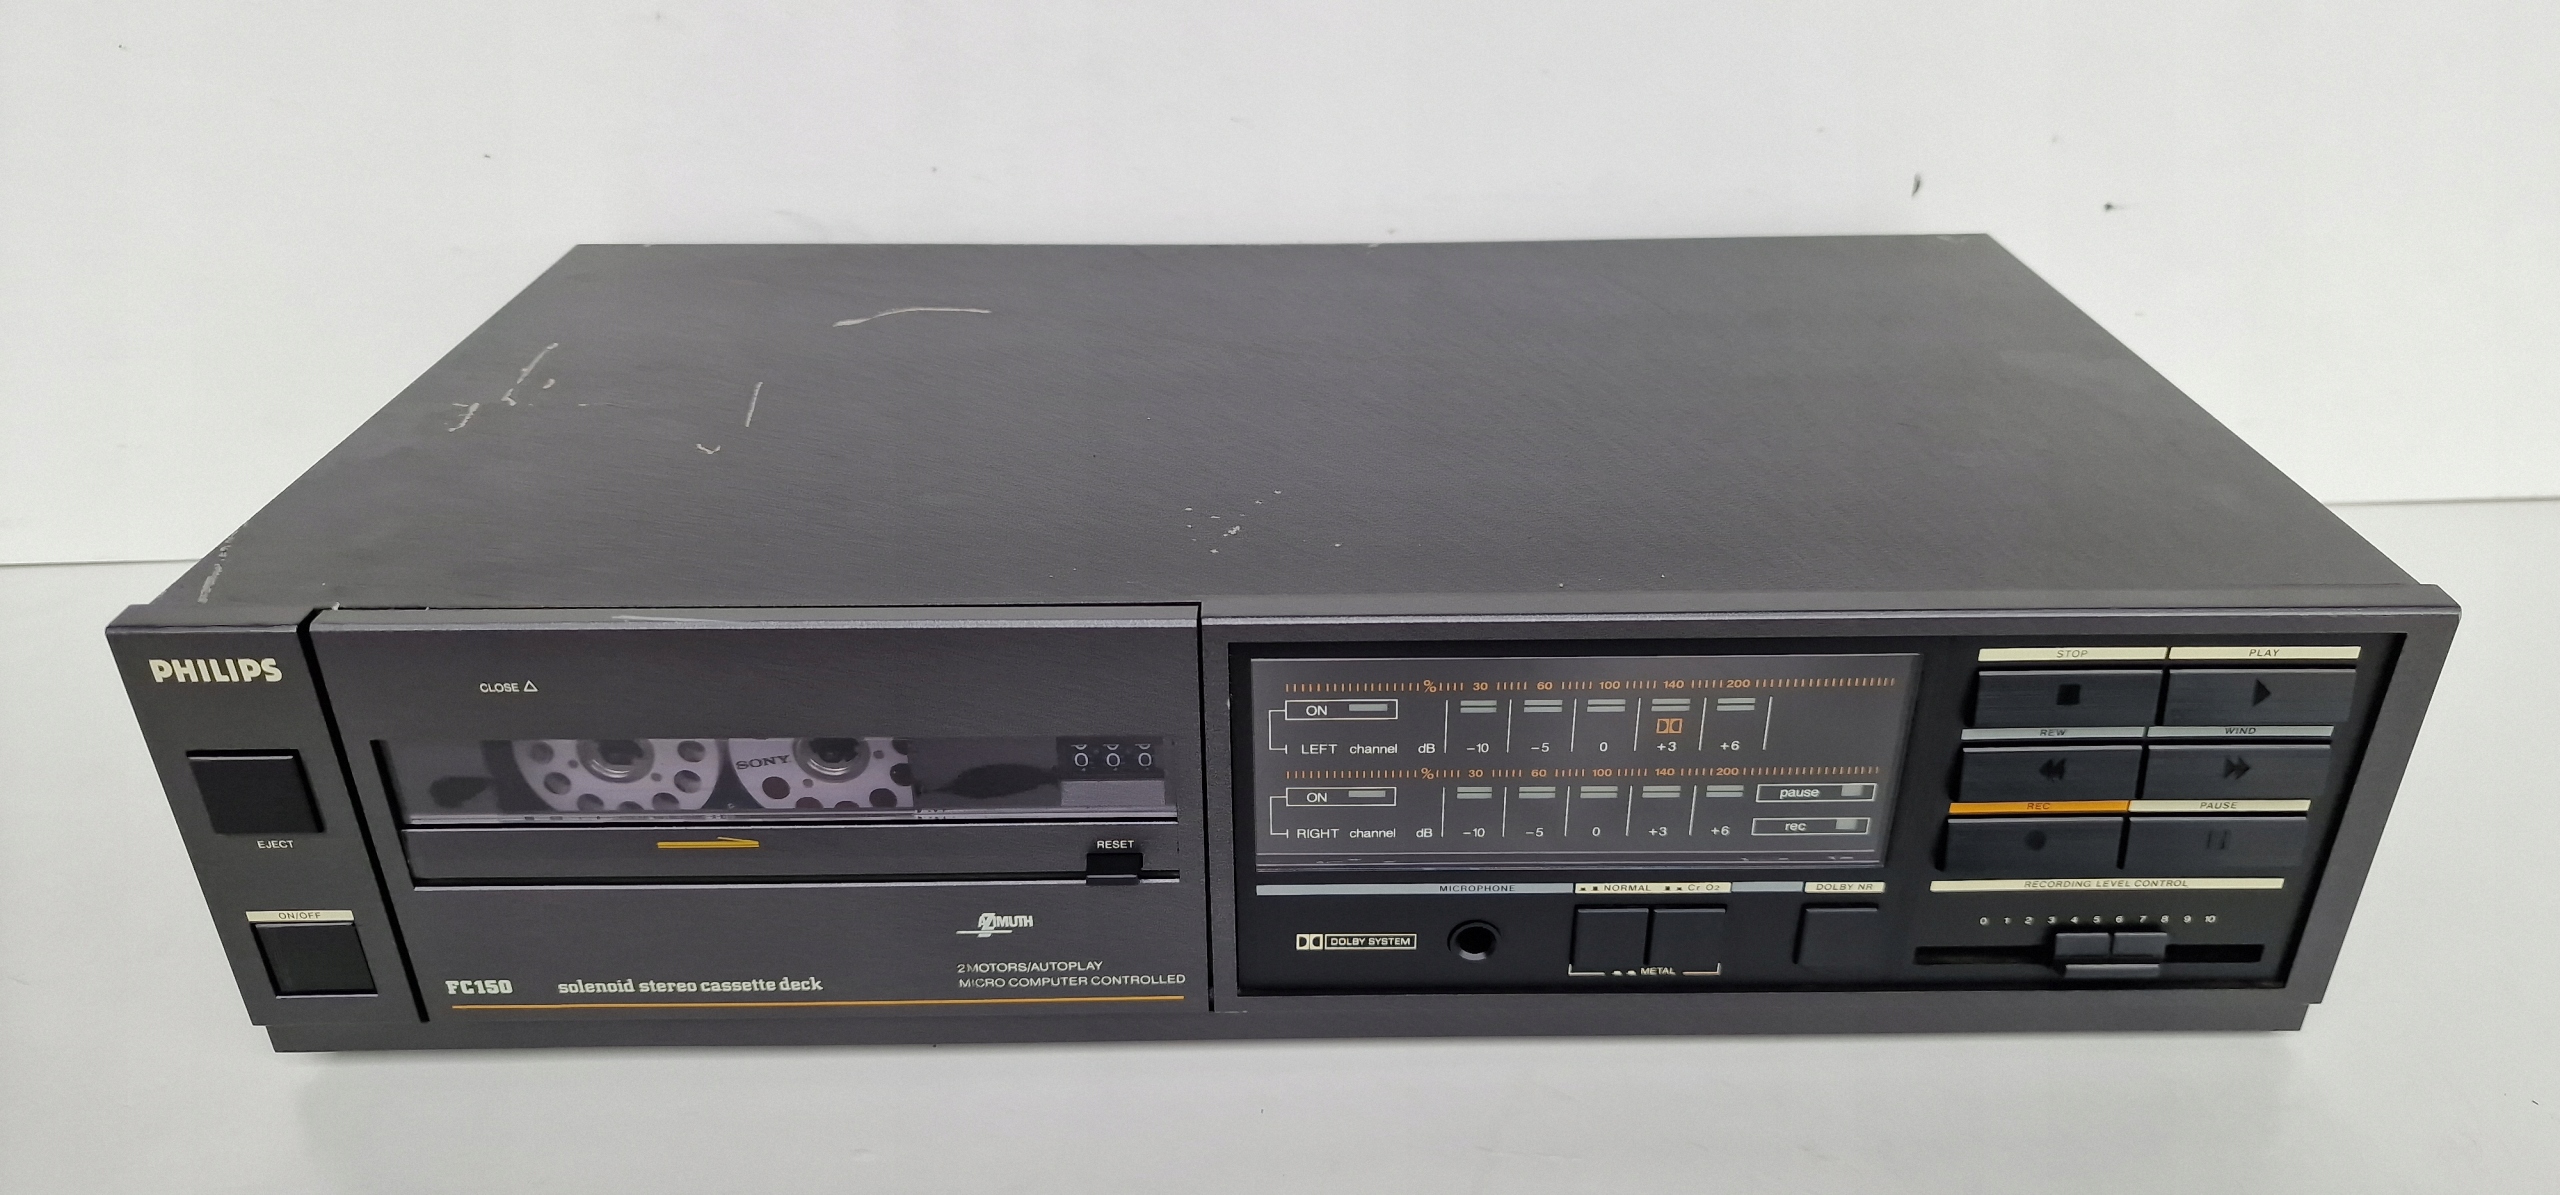 PHILIPS
CLOSE △
SONY
0 0 0
EJECT
RESET
ON/OFF
AZIMUTH
FC150 solenoid stereo cassette deck
2 MOTORS/AUTOPLAY
MICRO COMPUTER CONTROLLED
% 30 60 100 140 200
ON
LEFT channel dB -10 -5 0 +3 +6
% 30 60 100 140 200
ON
pause
RIGHT channel dB -10 -5 0 +3 +6
rec
MICROPHONE
NORMAL
Cr O2
DOLBY NR
DOLBY SYSTEM
METAL
STOP
PLAY
REW
WIND
REC
PAUSE
RECORDING LEVEL CONTROL
0 1 2 3 4 5 6 7 8 9 10